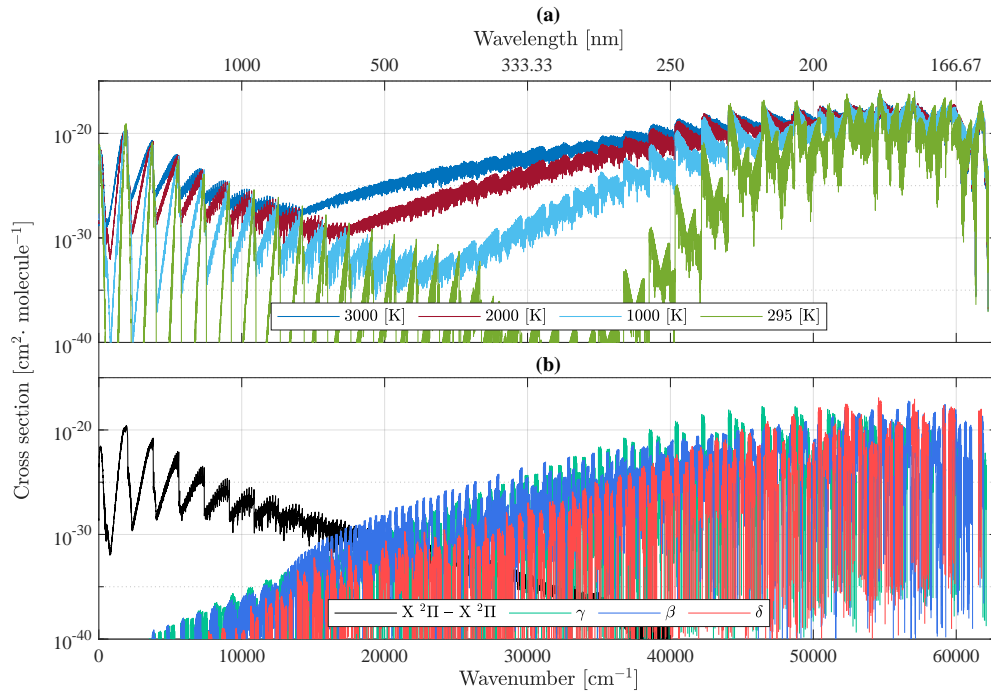 (a)
Wavelength [nm]
1000 500 333.33 250 200 166.67
10⁻²⁰
10⁻³⁰
10⁻⁴⁰
3000 [K] 2000 [K] 1000 [K] 295 [K]
Cross section [cm²· molecule⁻¹]
(b)
10⁻²⁰
10⁻³⁰
10⁻⁴⁰
X ²Π − X ²Π γ β δ
0 10000 20000 30000 40000 50000 60000
Wavenumber [cm⁻¹]